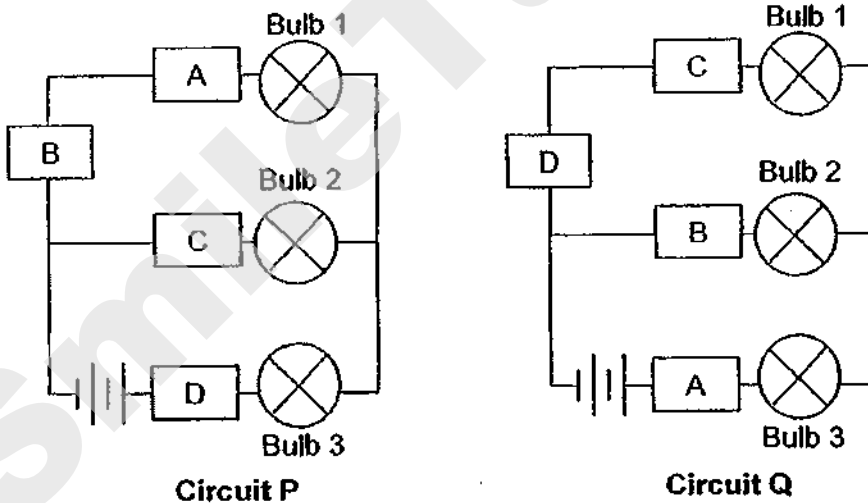 Bulb 1
A
B
Bulb 2
C
D
Bulb 3
Circuit P
Bulb 1
C
D
Bulb 2
B
A
Bulb 3
Circuit Q